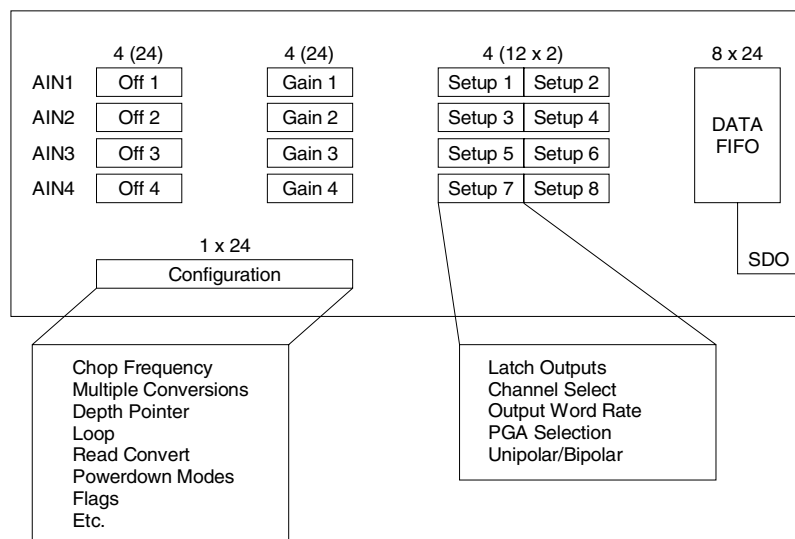 4 (24) 4 (24) 4 (12 x 2) 8 x 24
AIN1 Off 1 Gain 1 Setup 1 Setup 2
AIN2 Off 2 Gain 2 Setup 3 Setup 4
AIN3 Off 3 Gain 3 Setup 5 Setup 6
AIN4 Off 4 Gain 4 Setup 7 Setup 8
DATA
FIFO
SDO
1 x 24
Configuration
Chop Frequency
Multiple Conversions
Depth Pointer
Loop
Read Convert
Powerdown Modes
Flags
Etc.
Latch Outputs
Channel Select
Output Word Rate
PGA Selection
Unipolar/Bipolar